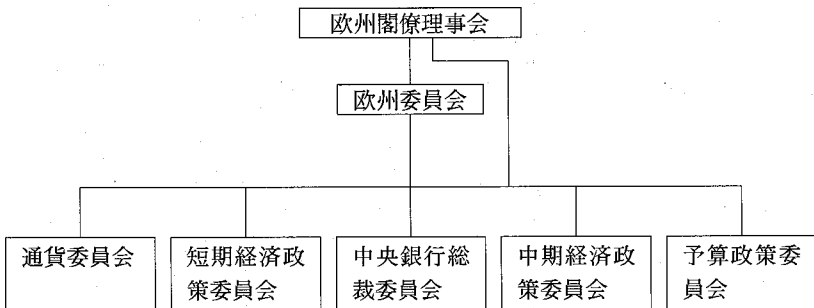 欧州閣僚理事会
欧州委員会
通貨委員会
短期経済政
策委員会
中央銀行総
裁委員会
中期経済政
策委員会
予算政策委
員会